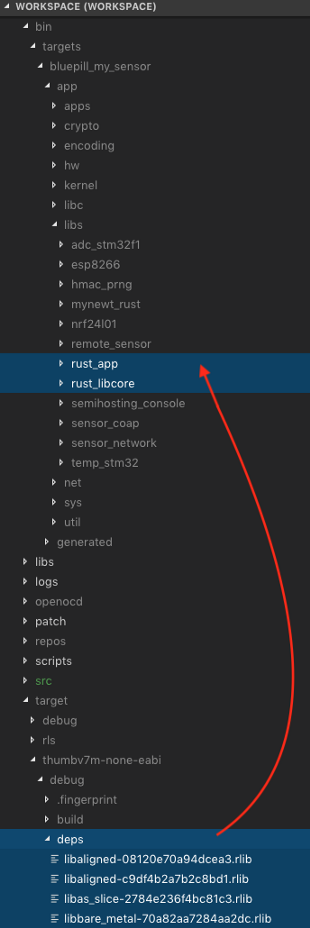 WORKSPACE (WORKSPACE)
bin
targets
bluepill_my_sensor
app
apps
crypto
encoding
hw
kernel
libc
libs
adc_stm32f1
esp8266
hmac_prng
mynewt_rust
nrf24l01
remote_sensor
rust_app
rust_libcore
semihosting_console
sensor_coap
sensor_network
temp_stm32
net
sys
util
generated
libs
logs
openocd
patch
repos
scripts
src
target
debug
rls
thumbv7m-none-eabi
debug
.fingerprint
build
deps
libaligned-08120e70a94dcea3.rlib
libaligned-c9df4b2a7b2c8bd1.rlib
libas_slice-2784e236f4bc81c3.rlib
libbare_metal-70a82aa7284aa2dc.rlib